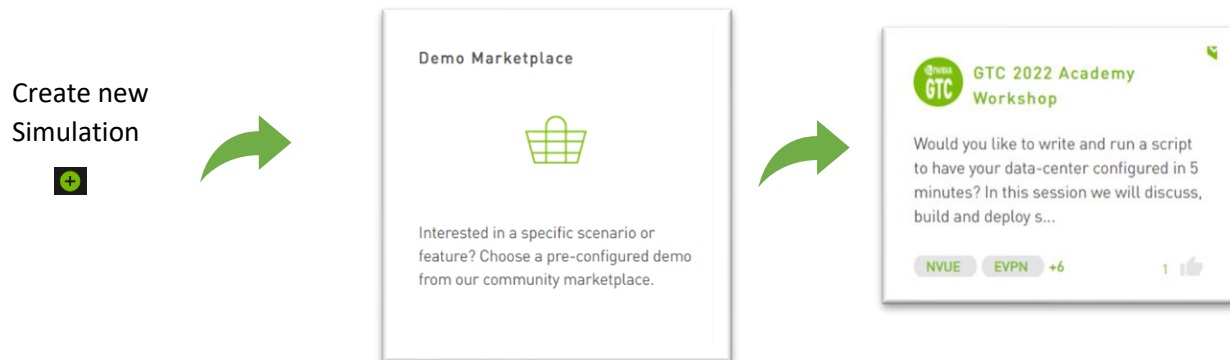 Create new
Simulation
Demo Marketplace
Interested in a specific scenario or
feature? Choose a pre-configured demo
from our community marketplace.
NVIDIA
GTC
GTC 2022 Academy
Workshop
Would you like to write and run a script
to have your data-center configured in 5
minutes? In this session we will discuss,
build and deploy s...
NVUE EVPN +6
1